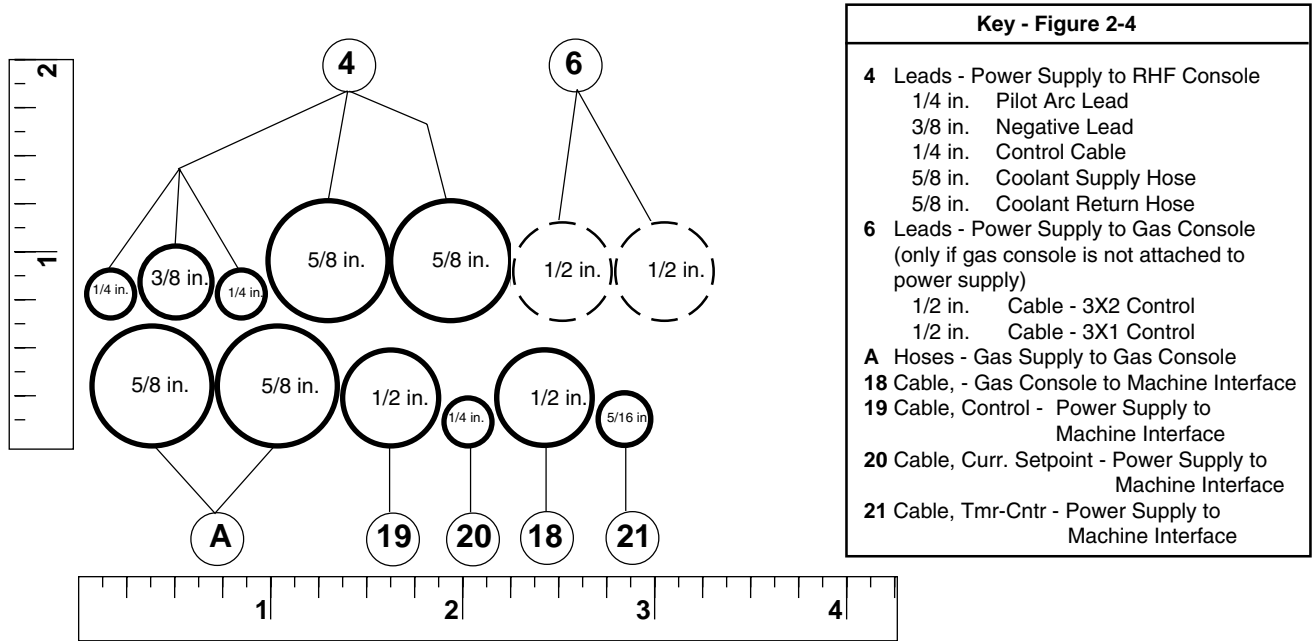 4
6
2
1
1/4 in.
3/8 in.
1/4 in.
5/8 in.
5/8 in.
1/2 in.
1/2 in.
5/8 in.
5/8 in.
1/2 in.
1/4 in.
1/2 in.
5/16 in
A
19
20
18
21
1
2
3
4
Key - Figure 2-4
4 Leads - Power Supply to RHF Console
1/4 in. Pilot Arc Lead
3/8 in. Negative Lead
1/4 in. Control Cable
5/8 in. Coolant Supply Hose
5/8 in. Coolant Return Hose
6 Leads - Power Supply to Gas Console
(only if gas console is not attached to
power supply)
1/2 in. Cable - 3X2 Control
1/2 in. Cable - 3X1 Control
A Hoses - Gas Supply to Gas Console
18 Cable, - Gas Console to Machine Interface
19 Cable, Control - Power Supply to
Machine Interface
20 Cable, Curr. Setpoint - Power Supply to
Machine Interface
21 Cable, Tmr-Cntr - Power Supply to
Machine Interface